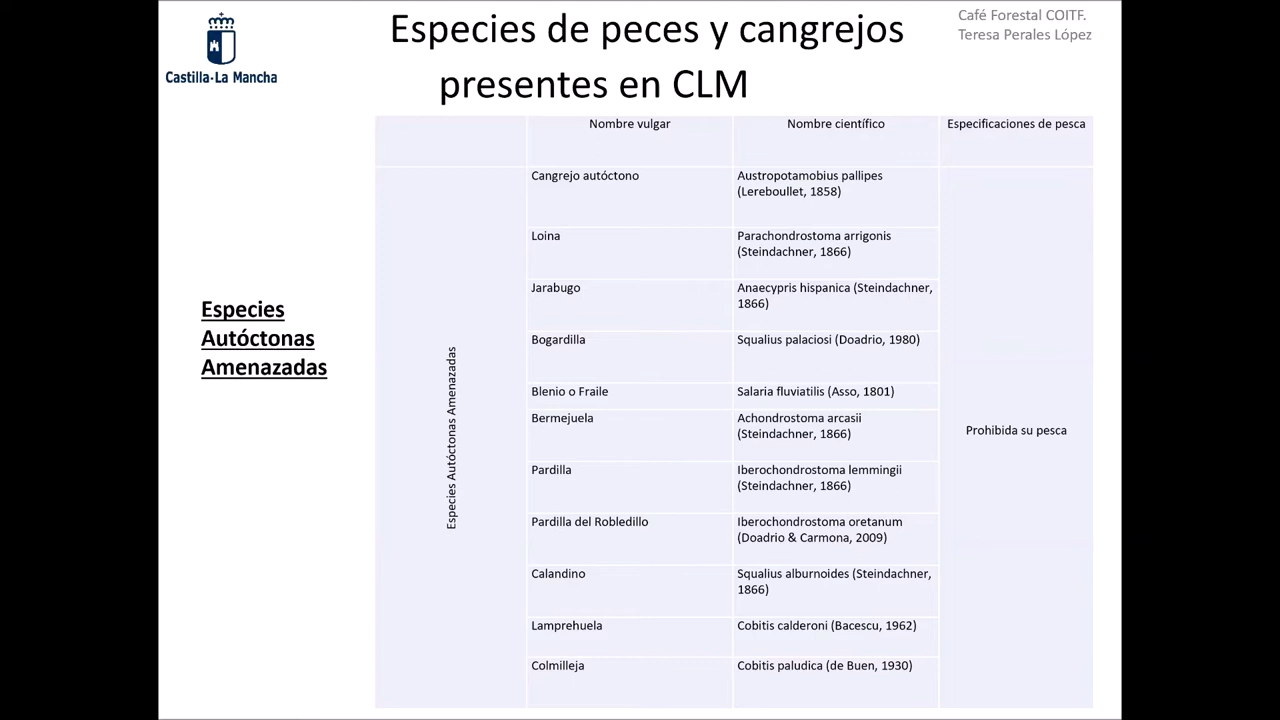 Castilla-La Mancha
Especies de peces y cangrejos
presentes en CLM
Café Forestal COITF.
Teresa Perales López
Especies
Autóctonas
Amenazadas
Nombre vulgar
Nombre científico
Especificaciones de pesca
Especies Autóctonas Amenazadas
Cangrejo autóctono
Austropotamobius pallipes
(Lereboullet, 1858)
Loina
Parachondrostoma arrigonis
(Steindachner, 1866)
Jarabugo
Anaecypris hispanica (Steindachner,
1866)
Bogardilla
Squalius palaciosi (Doadrio, 1980)
Blenio o Fraile
Salaria fluviatilis (Asso, 1801)
Bermejuela
Achondrostoma arcasii
(Steindachner, 1866)
Prohibida su pesca
Pardilla
Iberochondrostoma lemmingii
(Steindachner, 1866)
Pardilla del Robledillo
Iberochondrostoma oretanum
(Doadrio & Carmona, 2009)
Calandino
Squalius alburnoides (Steindachner,
1866)
Lamprehuela
Cobitis calderoni (Bacescu, 1962)
Colmilleja
Cobitis paludica (de Buen, 1930)